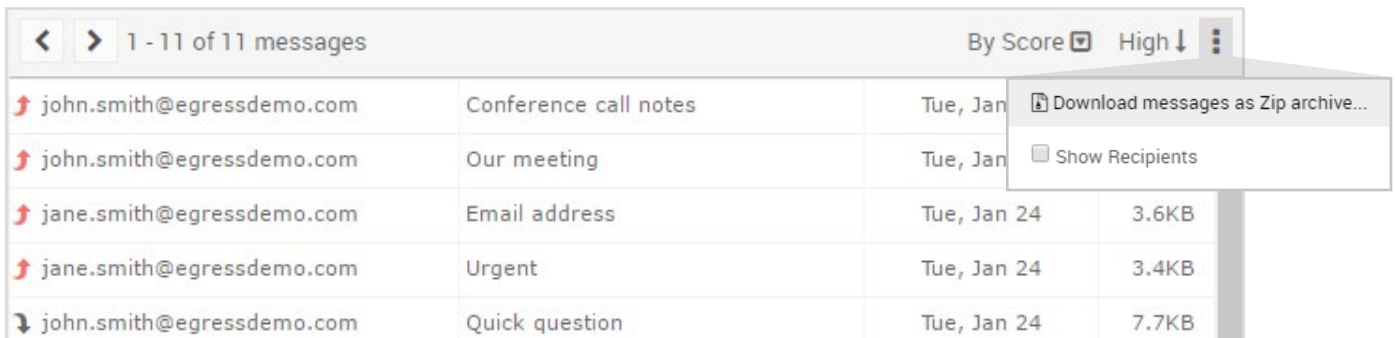 1 - 11 of 11 messages By Score High
john.smith@egressdemo.com Conference call notes Tue, Jan
Download messages as Zip archive...
john.smith@egressdemo.com Our meeting Tue, Jan
Show Recipients
jane.smith@egressdemo.com Email address Tue, Jan 24 3.6KB
jane.smith@egressdemo.com Urgent Tue, Jan 24 3.4KB
john.smith@egressdemo.com Quick question Tue, Jan 24 7.7KB